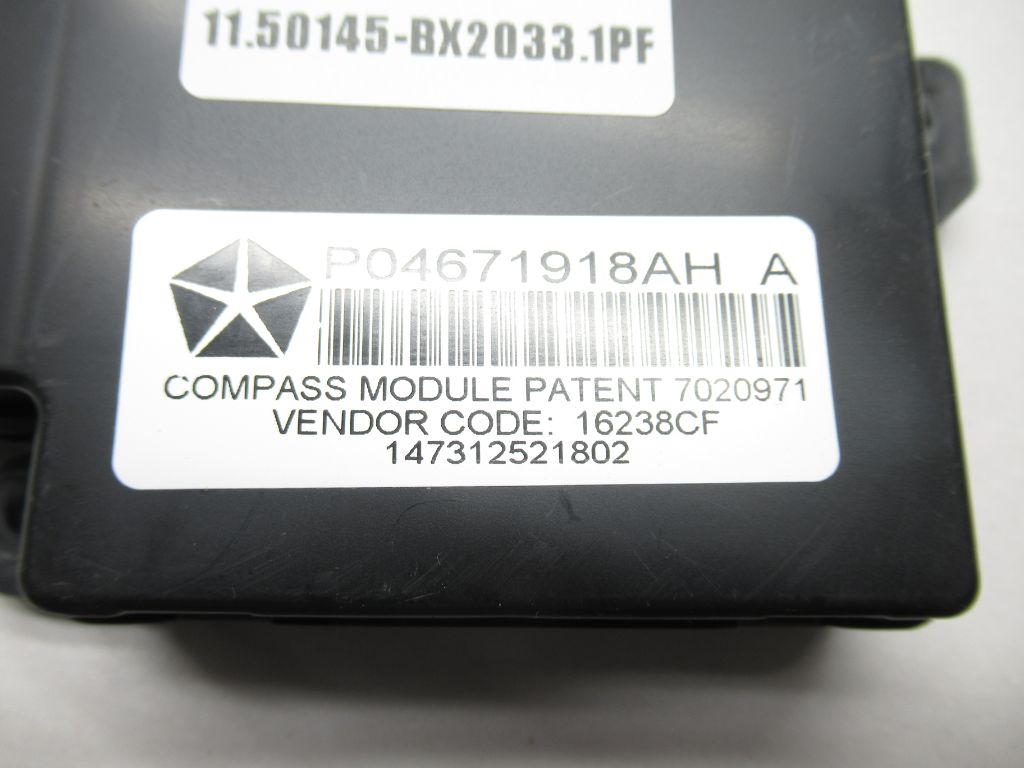 11.50145-BX2033.1PF
P04671918AH A
COMPASS MODULE PATENT 7020971
VENDOR CODE: 16238CF
147312521802